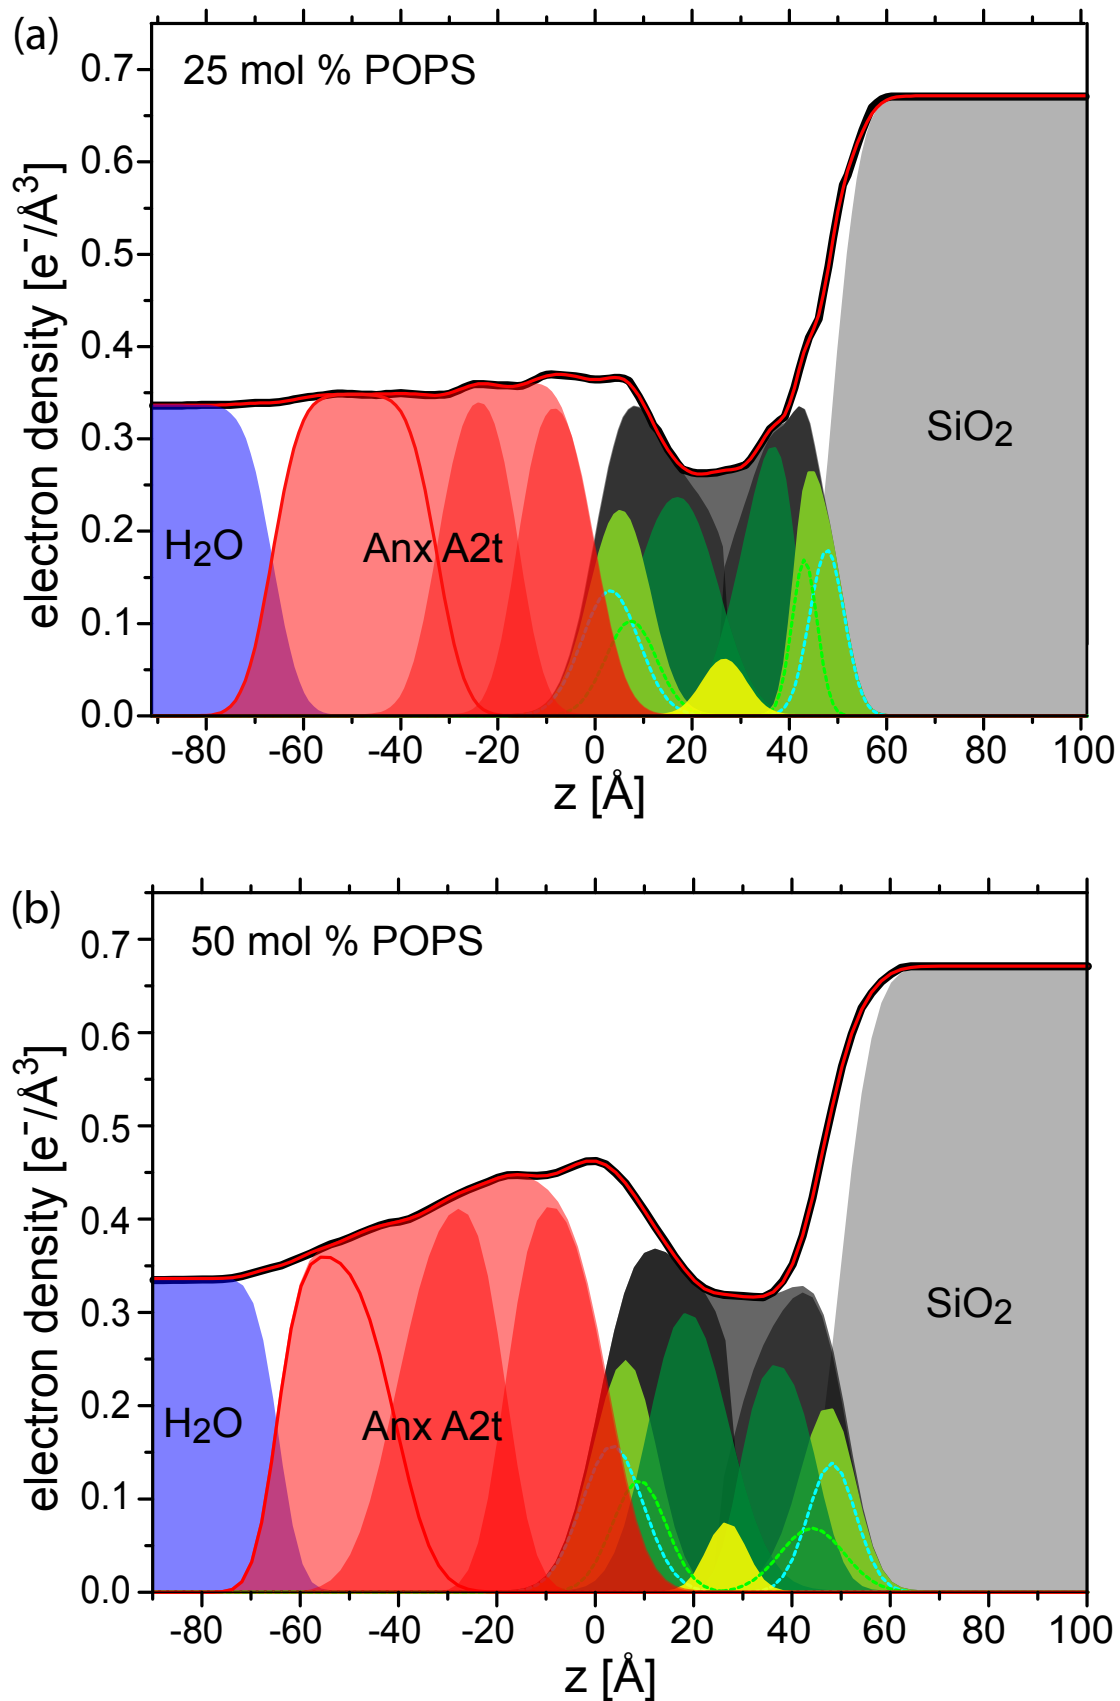 (a)
25 mol % POPS
electron density [e⁻/Å³]
0.7
0.6
0.5
0.4
0.3
0.2
0.1
0.0
H₂O
Anx A2t
SiO₂
-80 -60 -40 -20 0 20 40 60 80 100
z [Å]
(b)
50 mol % POPS
electron density [e⁻/Å³]
0.7
0.6
0.5
0.4
0.3
0.2
0.1
0.0
H₂O
Anx A2t
SiO₂
-80 -60 -40 -20 0 20 40 60 80 100
z [Å]